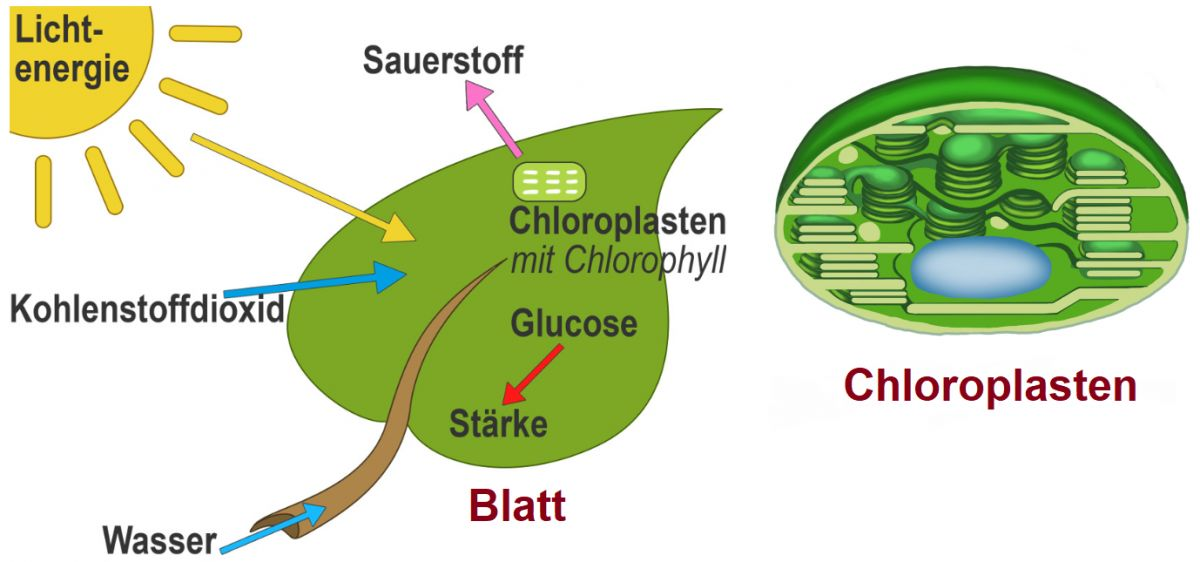 Licht-
energie
Sauerstoff
Chloroplasten
mit Chlorophyll
Kohlenstoffdioxid
Glucose
Stärke
Wasser
Blatt
Chloroplasten